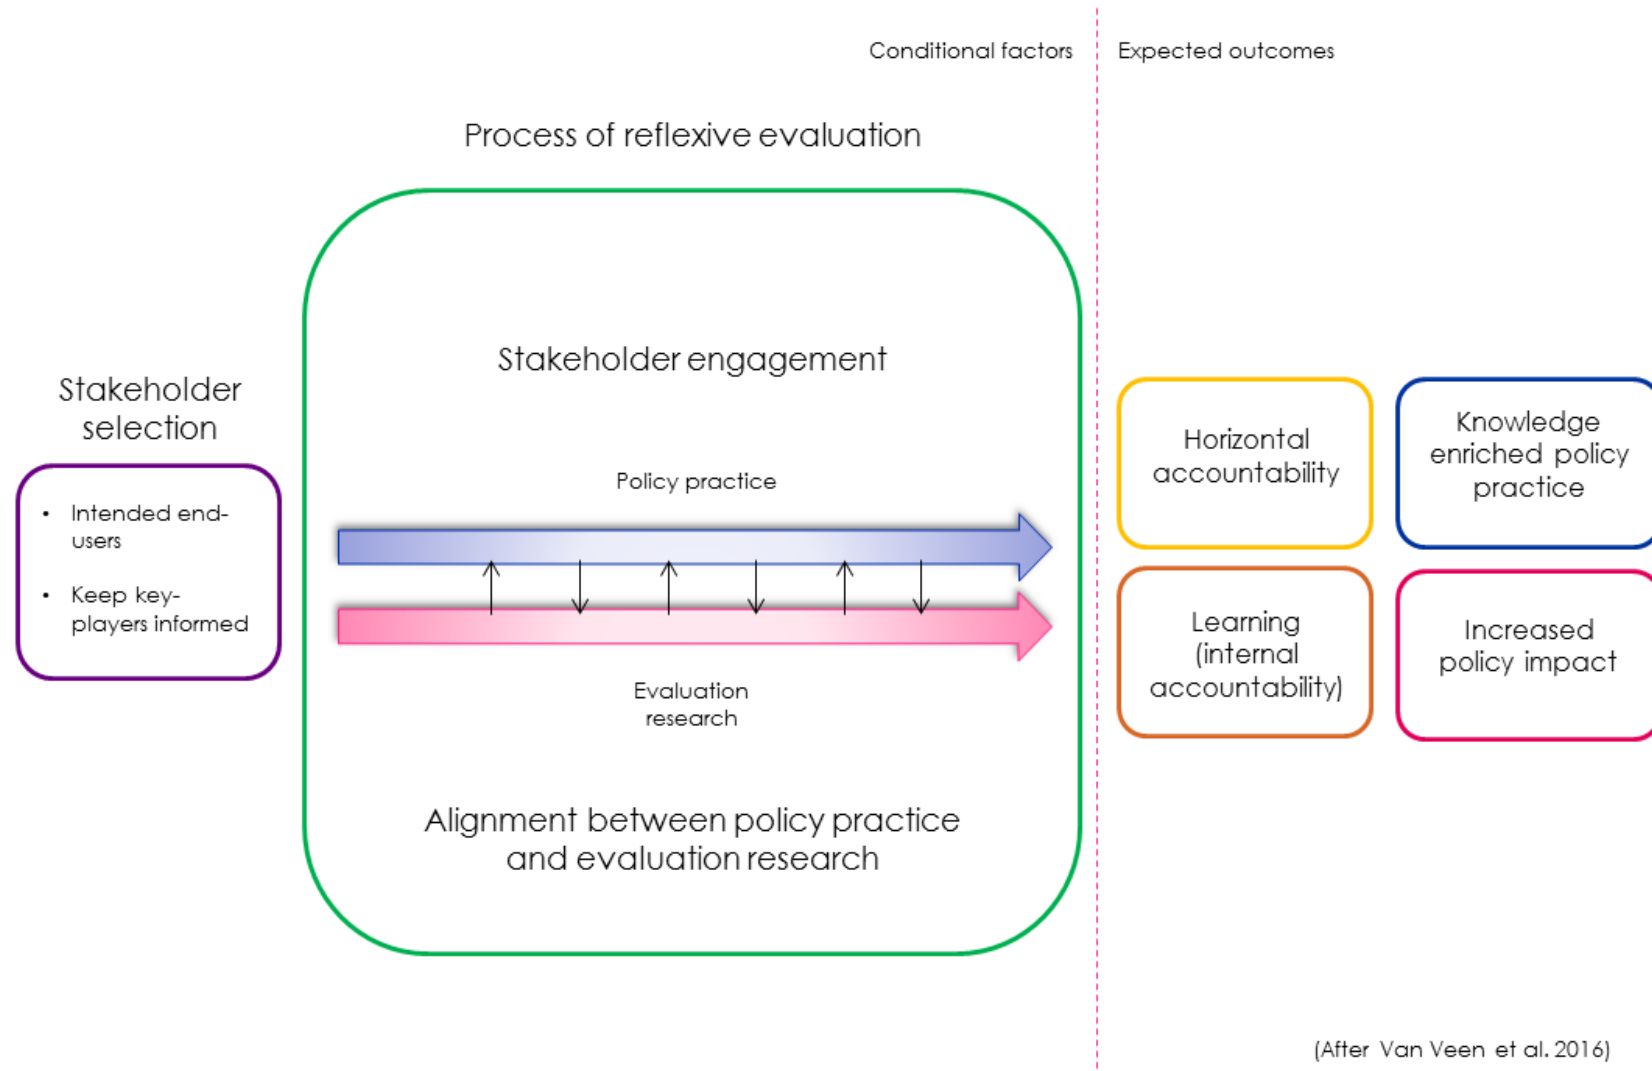 Conditional factors
Expected outcomes
Process of reflexive evaluation
Stakeholder engagement
Stakeholder
selection
• Intended end-
users
• Keep key-
players informed
Policy practice
Evaluation
research
Alignment between policy practice
and evaluation research
Horizontal
accountability
Knowledge
enriched policy
practice
Learning
(internal
accountability)
Increased
policy impact
(After Van Veen et al. 2016)